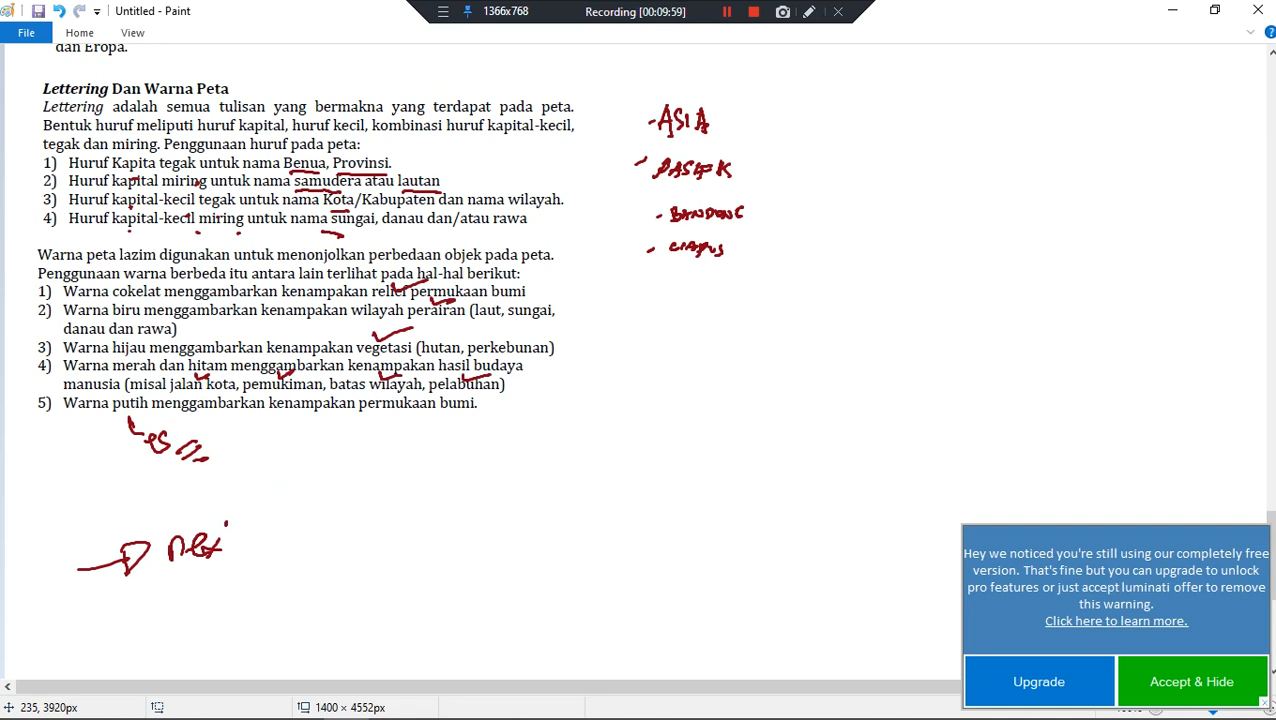 Untitled - Paint
1366x768
Recording [00:09:59]
File
Home
View
dan Eropa.
Lettering Dan Warna Peta
Lettering adalah semua tulisan yang bermakna yang terdapat pada peta.
Bentuk huruf meliputi huruf kapital, huruf kecil, kombinasi huruf kapital-kecil,
tegak dan miring. Penggunaan huruf pada peta:
1) Huruf Kapita tegak untuk nama Benua, Provinsi.
2) Huruf kapital miring untuk nama samudera atau lautan
3) Huruf kapital-kecil tegak untuk nama Kota/Kabupaten dan nama wilayah.
4) Huruf kapital-kecil miring untuk nama sungai, danau dan/atau rawa
Warna peta lazim digunakan untuk menonjolkan perbedaan objek pada peta.
Penggunaan warna berbeda itu antara lain terlihat pada hal-hal berikut:
1) Warna cokelat menggambarkan kenampakan relief permukaan bumi
2) Warna biru menggambarkan kenampakan wilayah perairan (laut, sungai,
danau dan rawa)
3) Warna hijau menggambarkan kenampakan vegetasi (hutan, perkebunan)
4) Warna merah dan hitam menggambarkan kenampakan hasil budaya
manusia (misal jalan kota, pemukiman, batas wilayah, pelabuhan)
5) Warna putih menggambarkan kenampakan permukaan bumi.
- ASIA
es
Hey we noticed you're still using our completely free
version. That's fine but you can upgrade to unlock
pro features or just accept luminati offer to remove
this warning.
Click here to learn more.
Upgrade
Accept & Hide
235, 3920px
1400 × 4552px